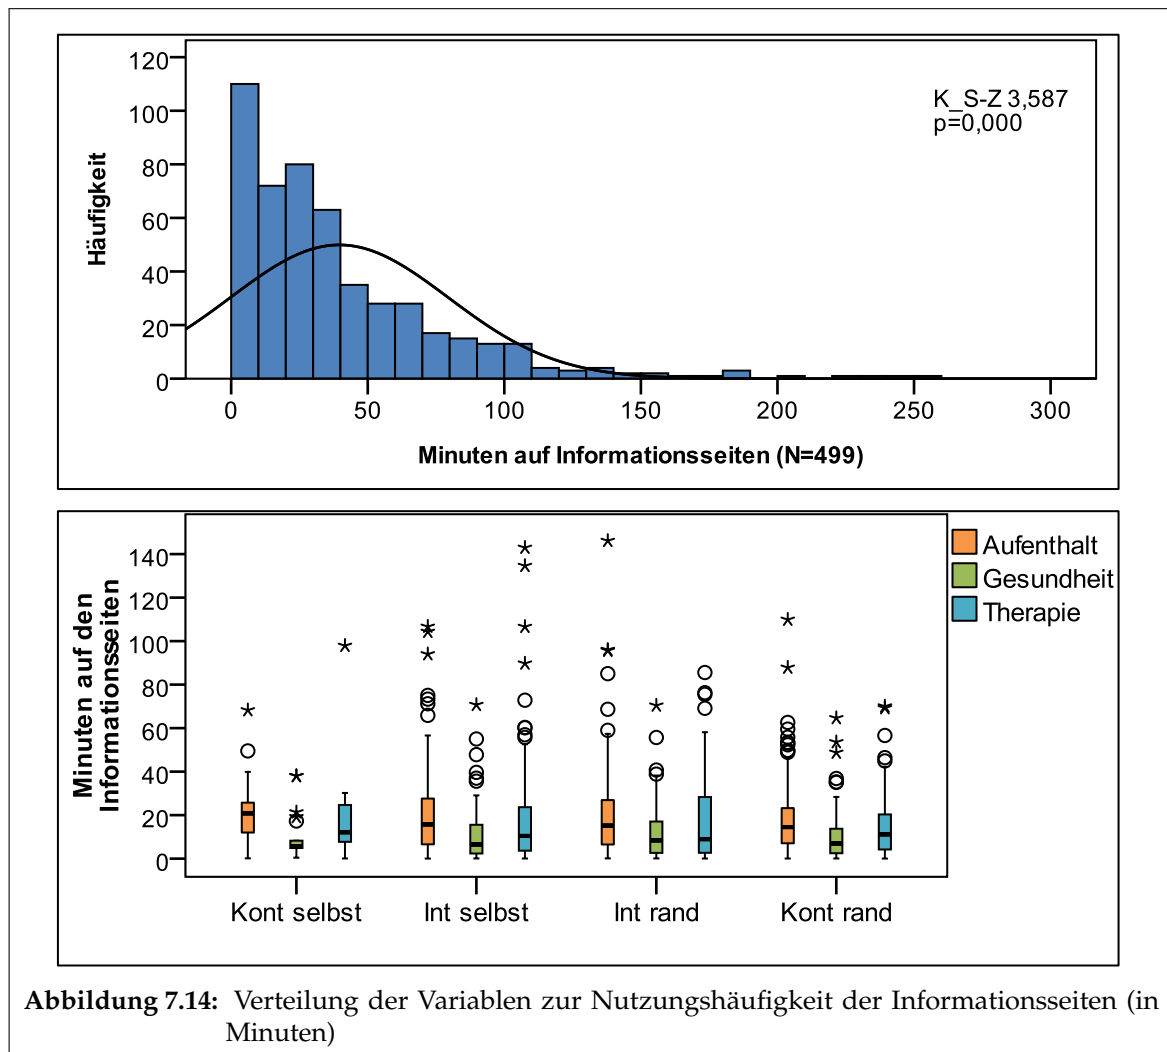 120
100
80
60
40
20
0
Häufigkeit
K_S-Z 3,587
p=0,000
0 50 100 150 200 250 300
Minuten auf Informationsseiten (N=499)
140
120
100
80
60
40
20
0
Minuten auf den
Informationsseiten
Aufenthalt
Gesundheit
Therapie
Kont selbst Int selbst Int rand Kont rand
Abbildung 7.14: Verteilung der Variablen zur Nutzungshäufigkeit der Informationsseiten (in
Minuten)